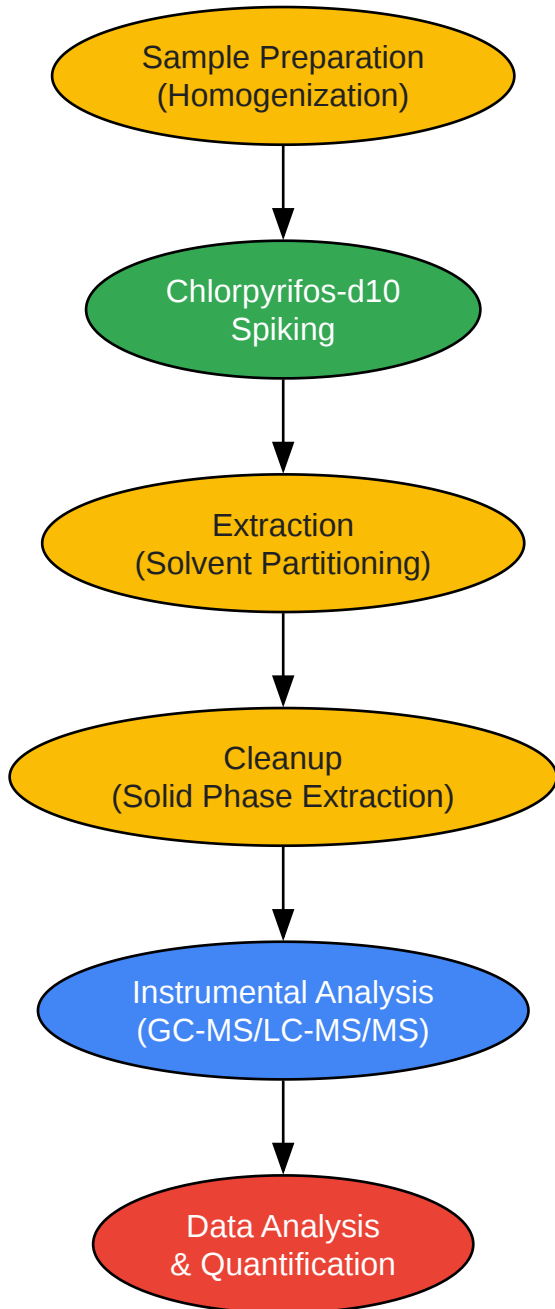 Sample Preparation
(Homogenization)
Chlorpyrifos-d10
Spiking
Extraction
(Solvent Partitioning)
Cleanup
(Solid Phase Extraction)
Instrumental Analysis
(GC-MS/LC-MS/MS)
Data Analysis
& Quantification